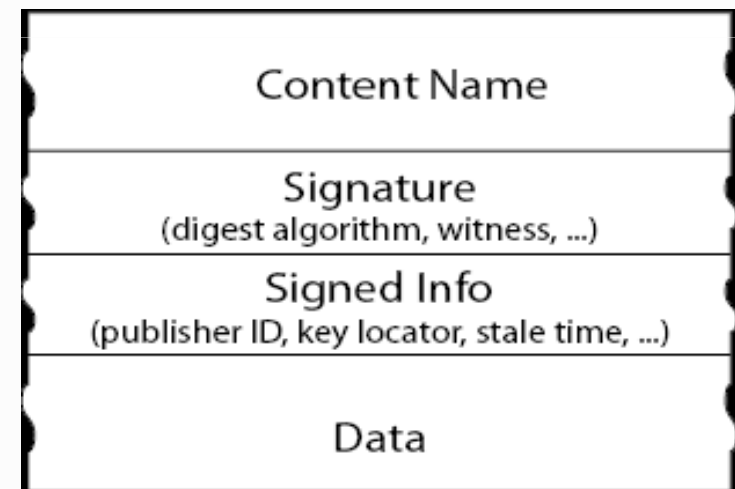 Content Name
Signature
(digest algorithm, witness, ...)
Signed Info
(publisher ID, key locator, stale time, ...)
Data